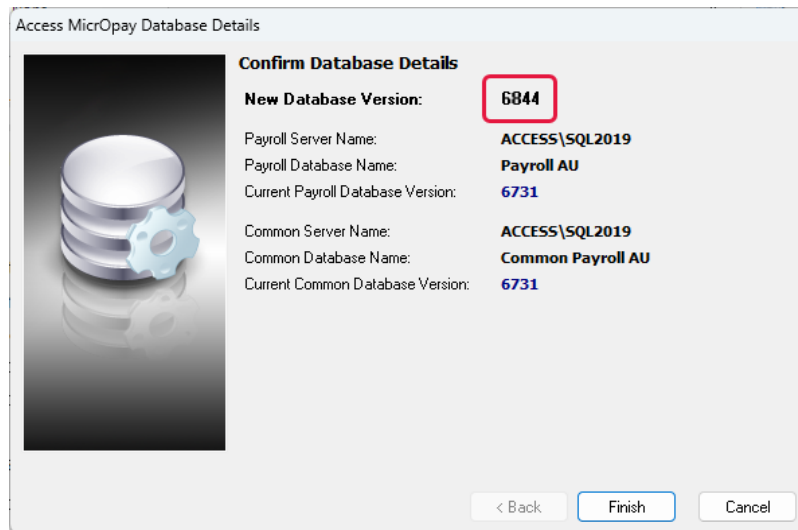 Access MicrOpay Database Details
Confirm Database Details
New Database Version: 6844
Payroll Server Name: ACCESS\SQL2019
Payroll Database Name: Payroll AU
Current Payroll Database Version: 6731
Common Server Name: ACCESS\SQL2019
Common Database Name: Common Payroll AU
Current Common Database Version: 6731
< Back Finish Cancel